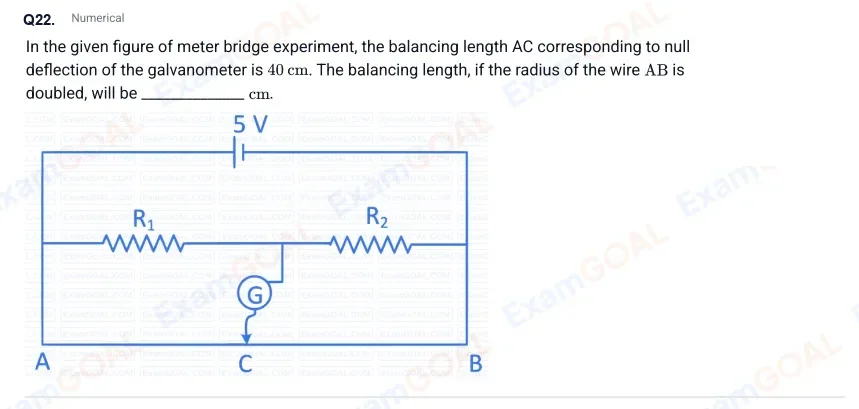 Q22. Numerical
In the given figure of meter bridge experiment, the balancing length AC corresponding to null
deflection of the galvanometer is 40 cm. The balancing length, if the radius of the wire AB is
doubled, will be ____________ cm.
5 V
R₁ R₂
G
A C B
ExamGOAL